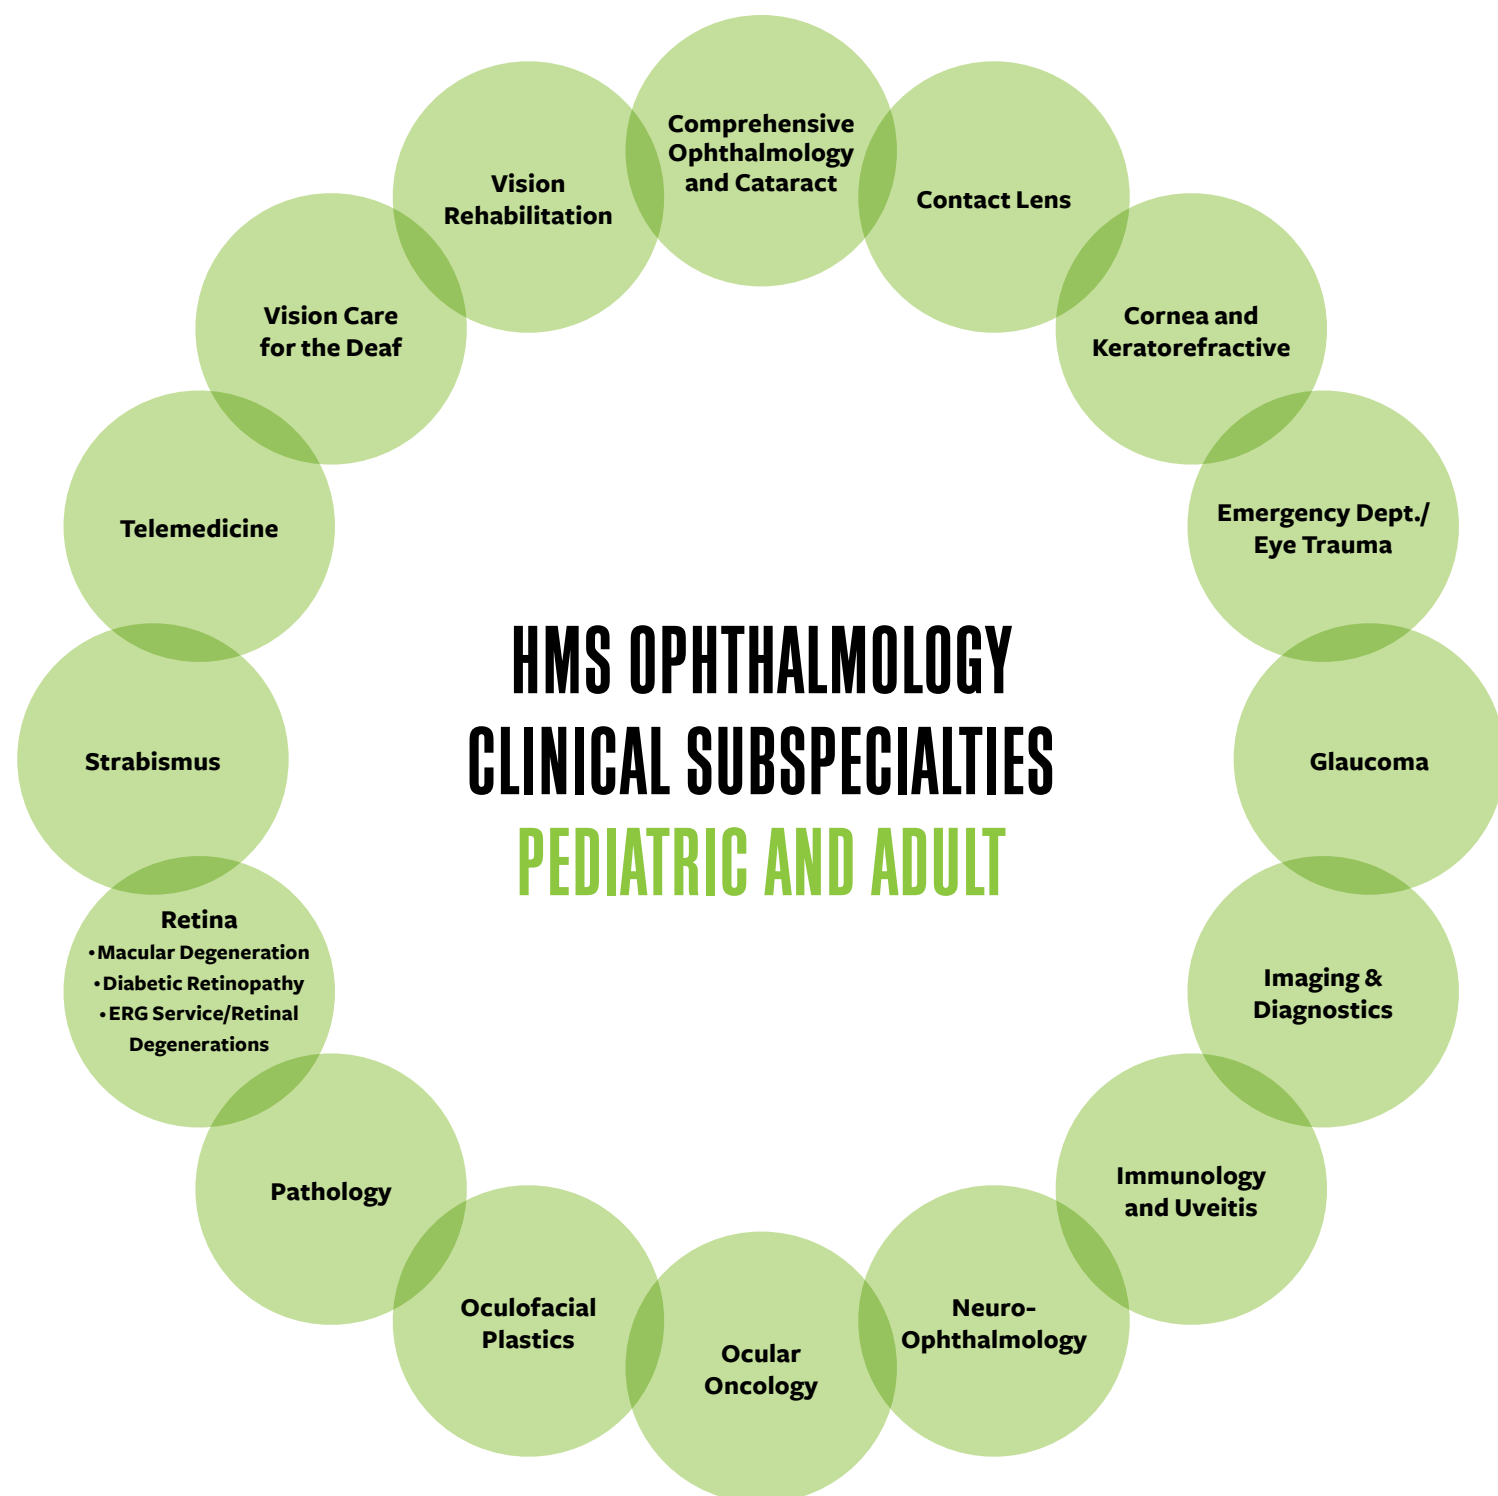 Comprehensive
Ophthalmology
and Cataract
Contact Lens
Cornea and
Keratorefractive
Emergency Dept./
Eye Trauma
Glaucoma
Imaging &
Diagnostics
Immunology
and Uveitis
Neuro-
Ophthalmology
Ocular
Oncology
Oculofacial
Plastics
Pathology
Retina
•Macular Degeneration
•Diabetic Retinopathy
•ERG Service/Retinal
Degenerations
Strabismus
Telemedicine
Vision Care
for the Deaf
Vision
Rehabilitation
HMS OPHTHALMOLOGY
CLINICAL SUBSPECIALTIES
PEDIATRIC AND ADULT